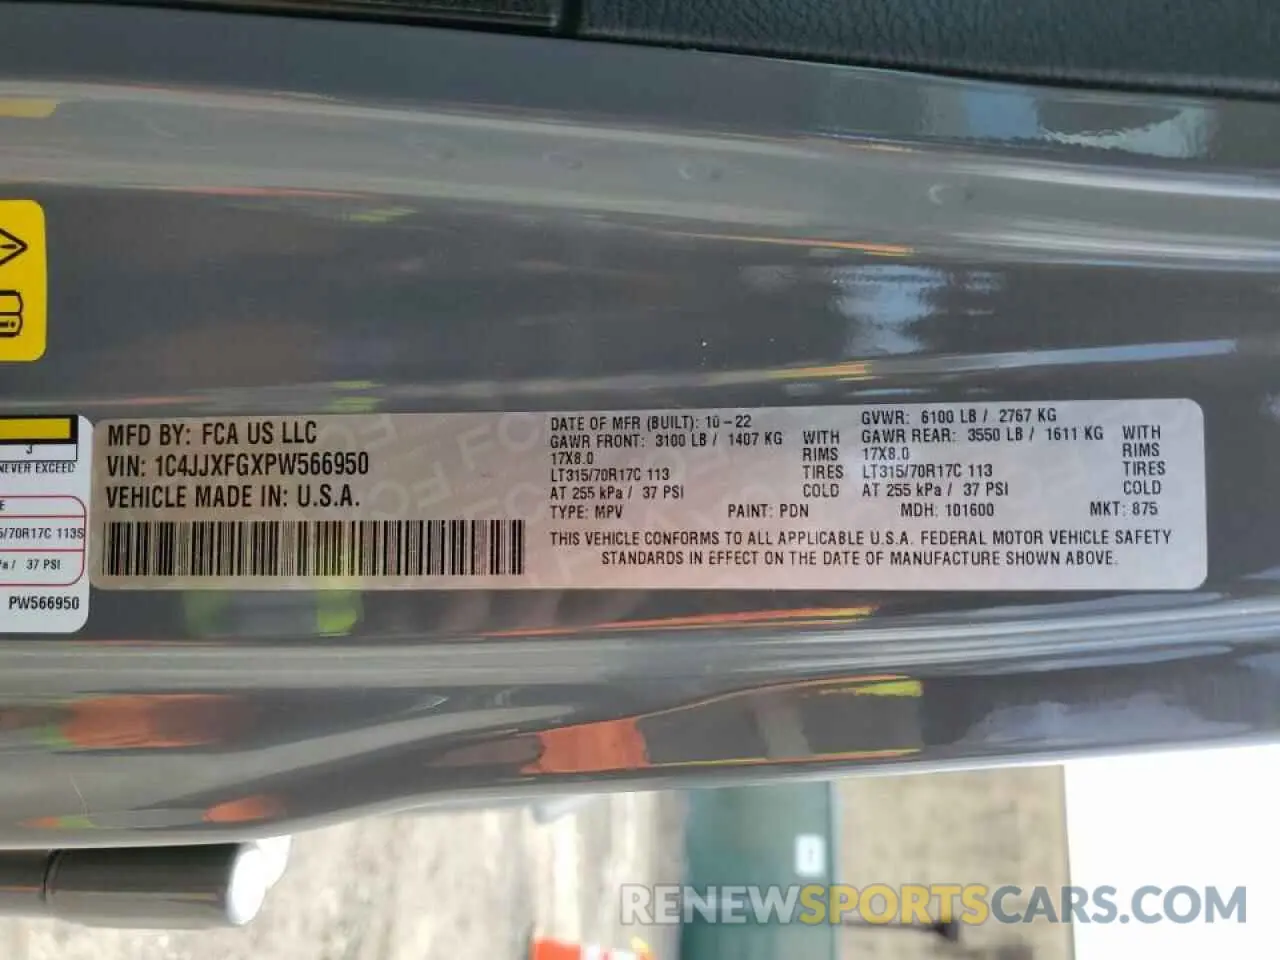 MFD BY: FCA US LLC
VIN: 1C4JJXFGXPW566950
VEHICLE MADE IN: U.S.A.
DATE OF MFR (BUILT): 10-22
GAWR FRONT: 3100 LB / 1407 KG WITH
17X8.0 RIMS
LT315/70R17C 113 TIRES
AT 255 kPa / 37 PSI COLD
GVWR: 6100 LB / 2767 KG
GAWR REAR: 3550 LB / 1611 KG WITH
17X8.0 RIMS
LT315/70R17C 113 TIRES
AT 255 kPa / 37 PSI COLD
TYPE: MPV PAINT: PDN MDH: 101600 MKT: 875
THIS VEHICLE CONFORMS TO ALL APPLICABLE U.S.A. FEDERAL MOTOR VEHICLE SAFETY
STANDARDS IN EFFECT ON THE DATE OF MANUFACTURE SHOWN ABOVE.
NEVER EXCEED
5/70R17C 113S
37 PSI
PW566950
RENEWSPORTSCARS.COM